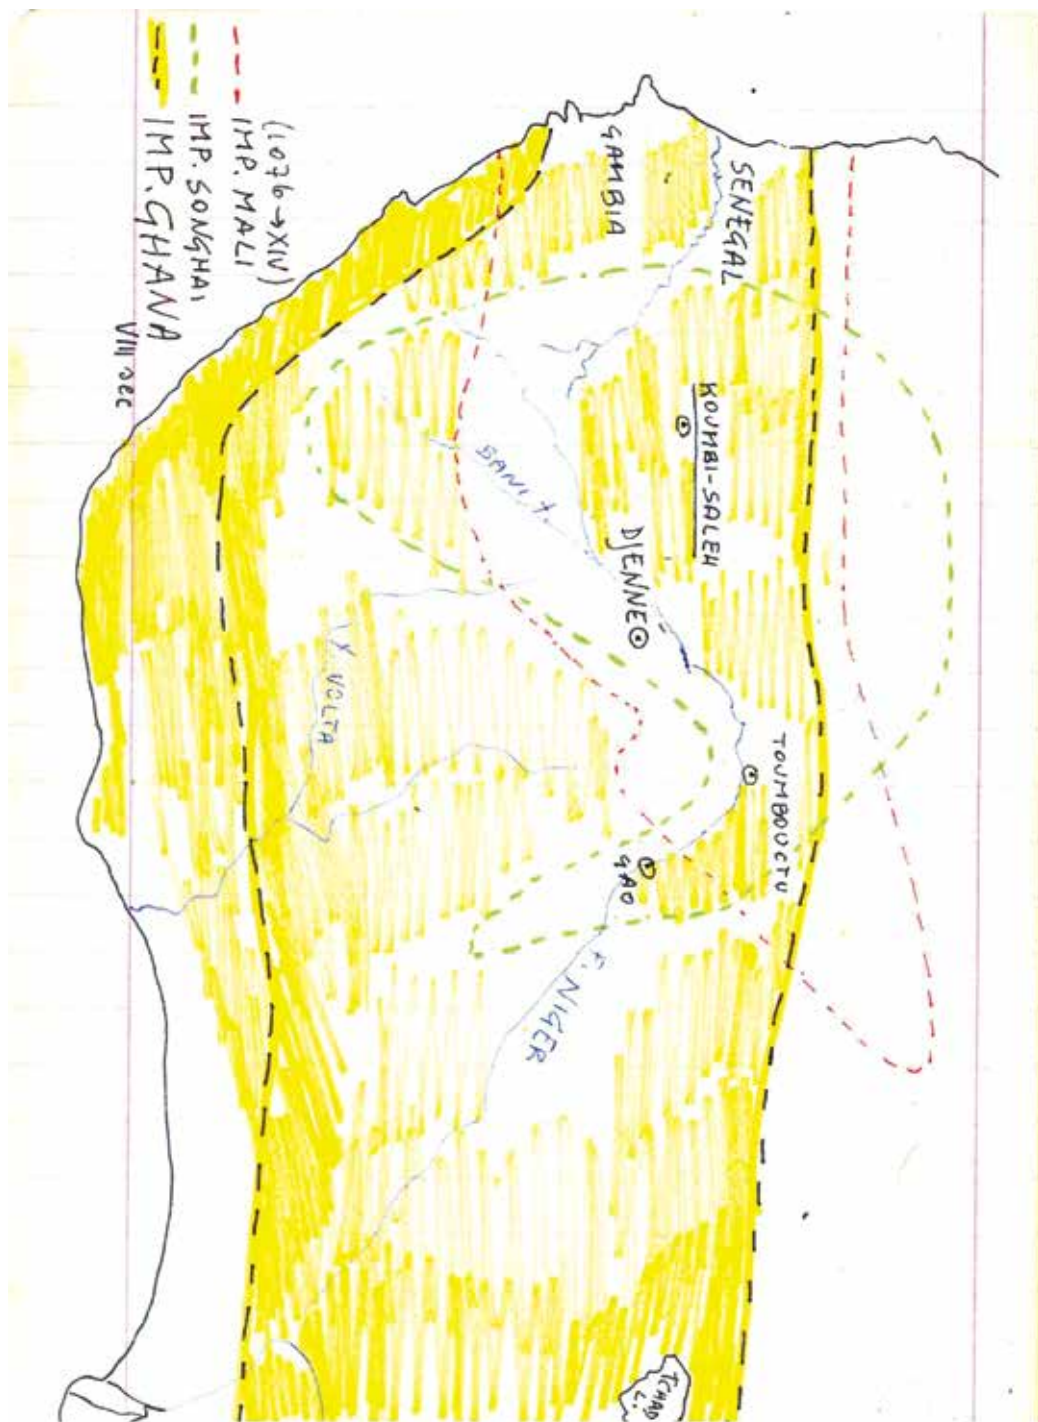 TOUMBOUCTU
SENEGAL
KOUMBI-SALEH
TCHAD
L.
DJENNE
GAO
GAMBIA
F. NIGER
BANI
VOLTA
(1076→XIV)
IMP. MALI
IMP. SONGHAI
IMP. GHANA
VIII sec